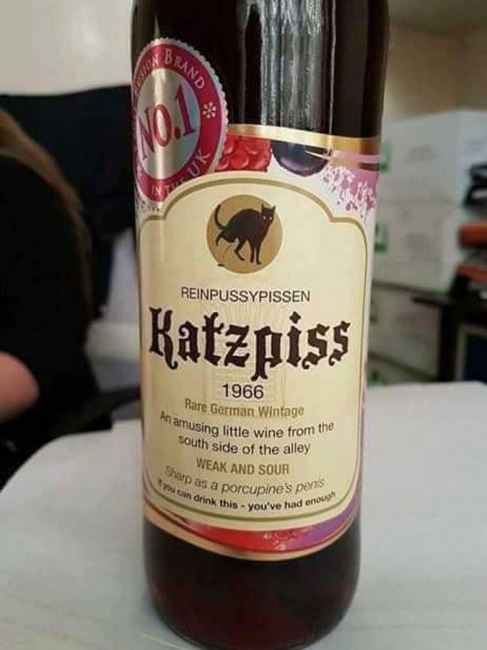 USION BRAND
NO.1
IN THE UK
REINPUSSYPISSEN
Katzpiss
1966
Rare German Wintage
An amusing little wine from the
south side of the alley
WEAK AND SOUR
Sharp as a porcupine's penis
If you can drink this - you've had enough